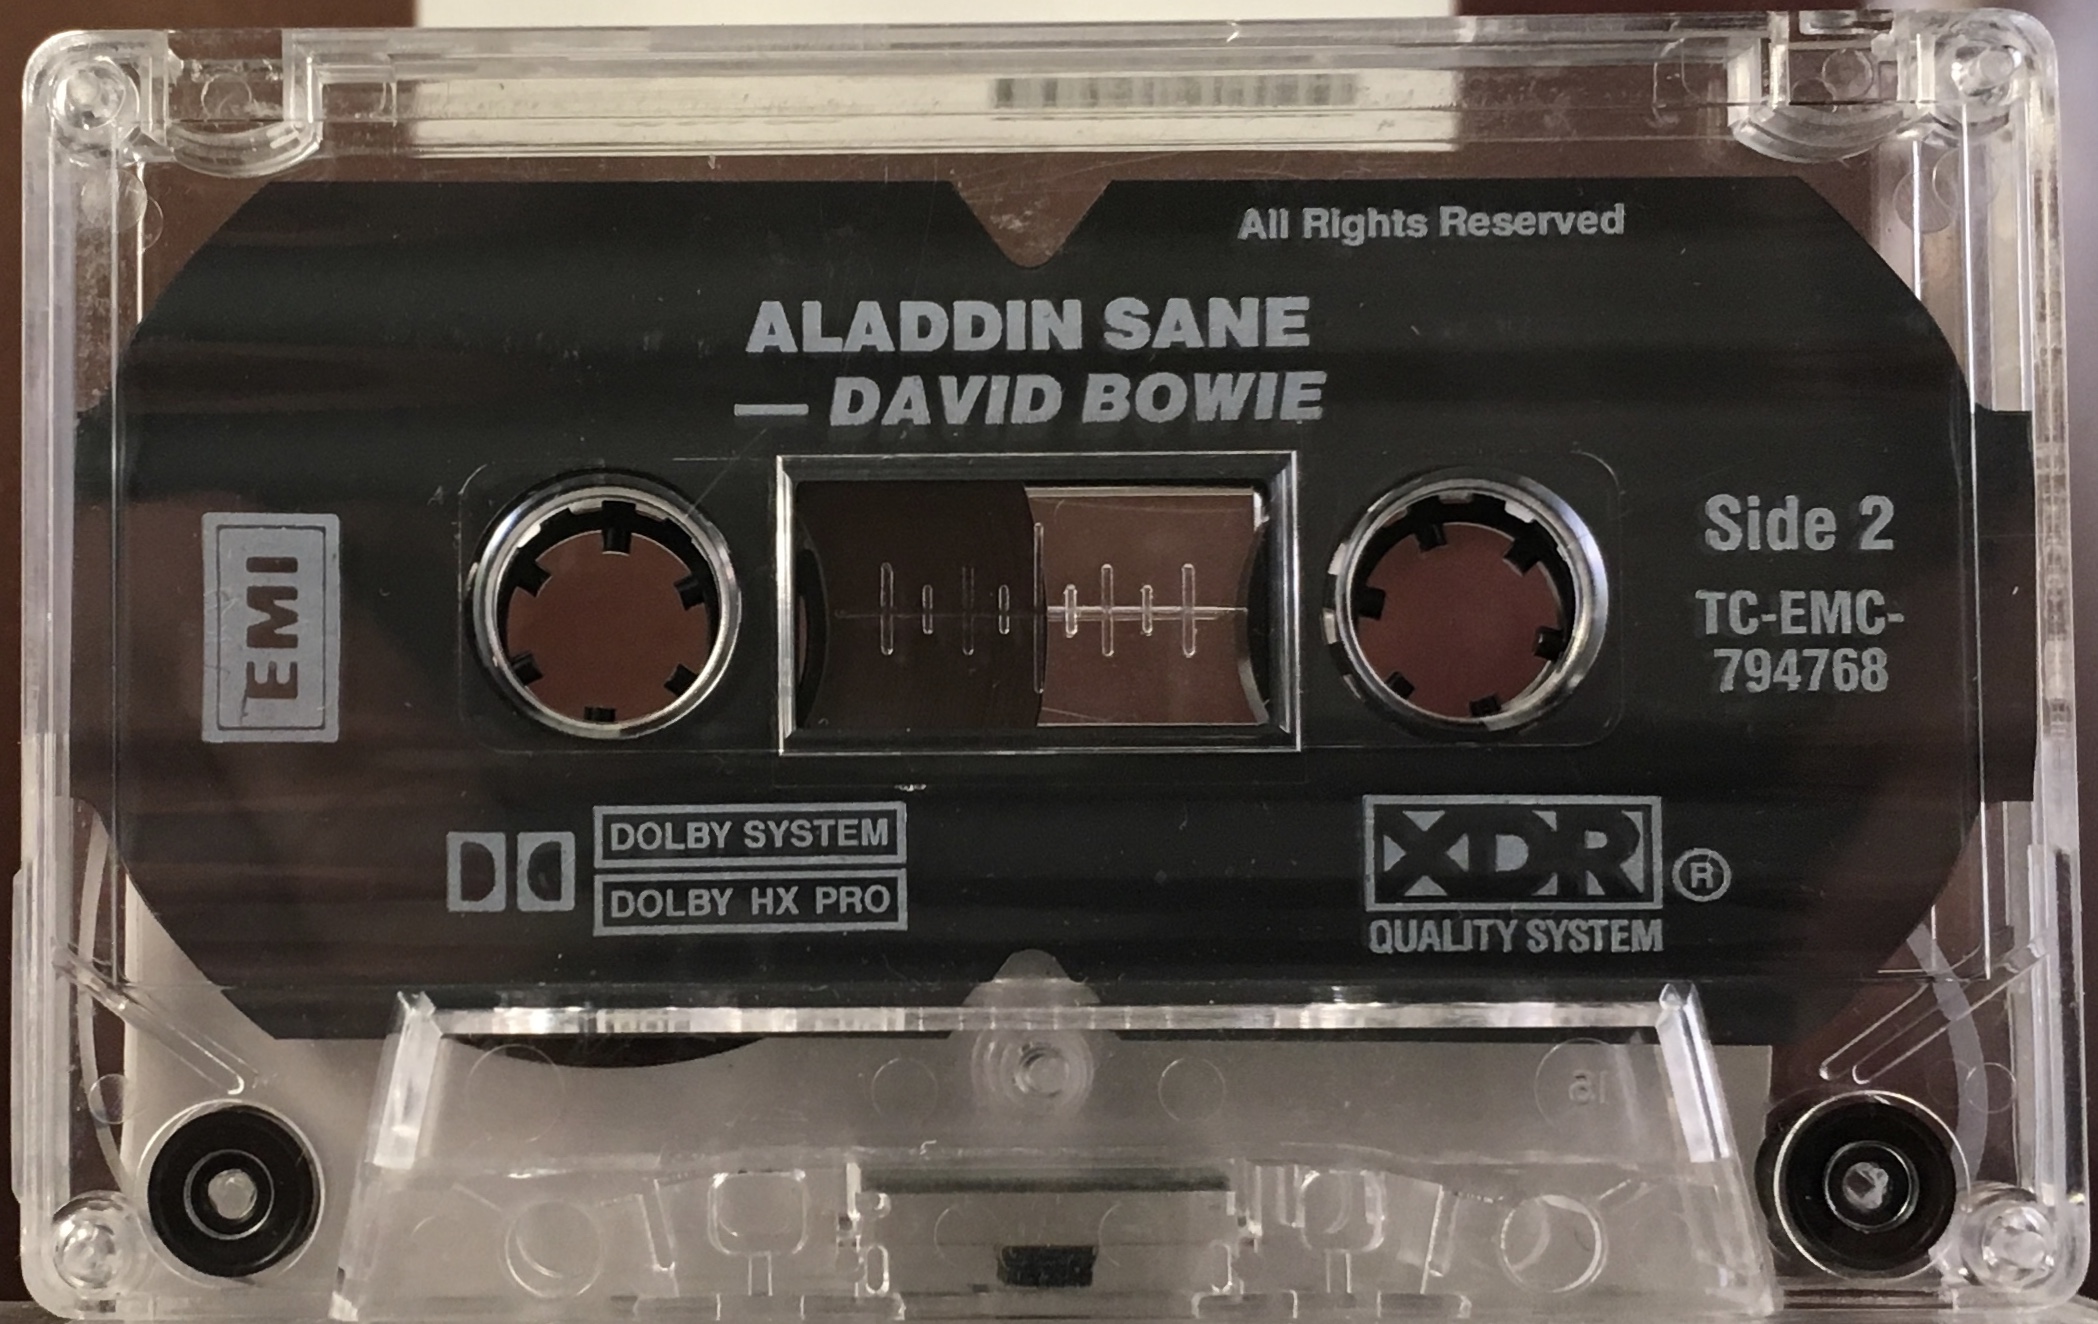 All Rights Reserved
ALADDIN SANE
— DAVID BOWIE
EMI
Side 2
TC-EMC-
794768
DOLBY SYSTEM
DOLBY HX PRO
XDR ®
QUALITY SYSTEM